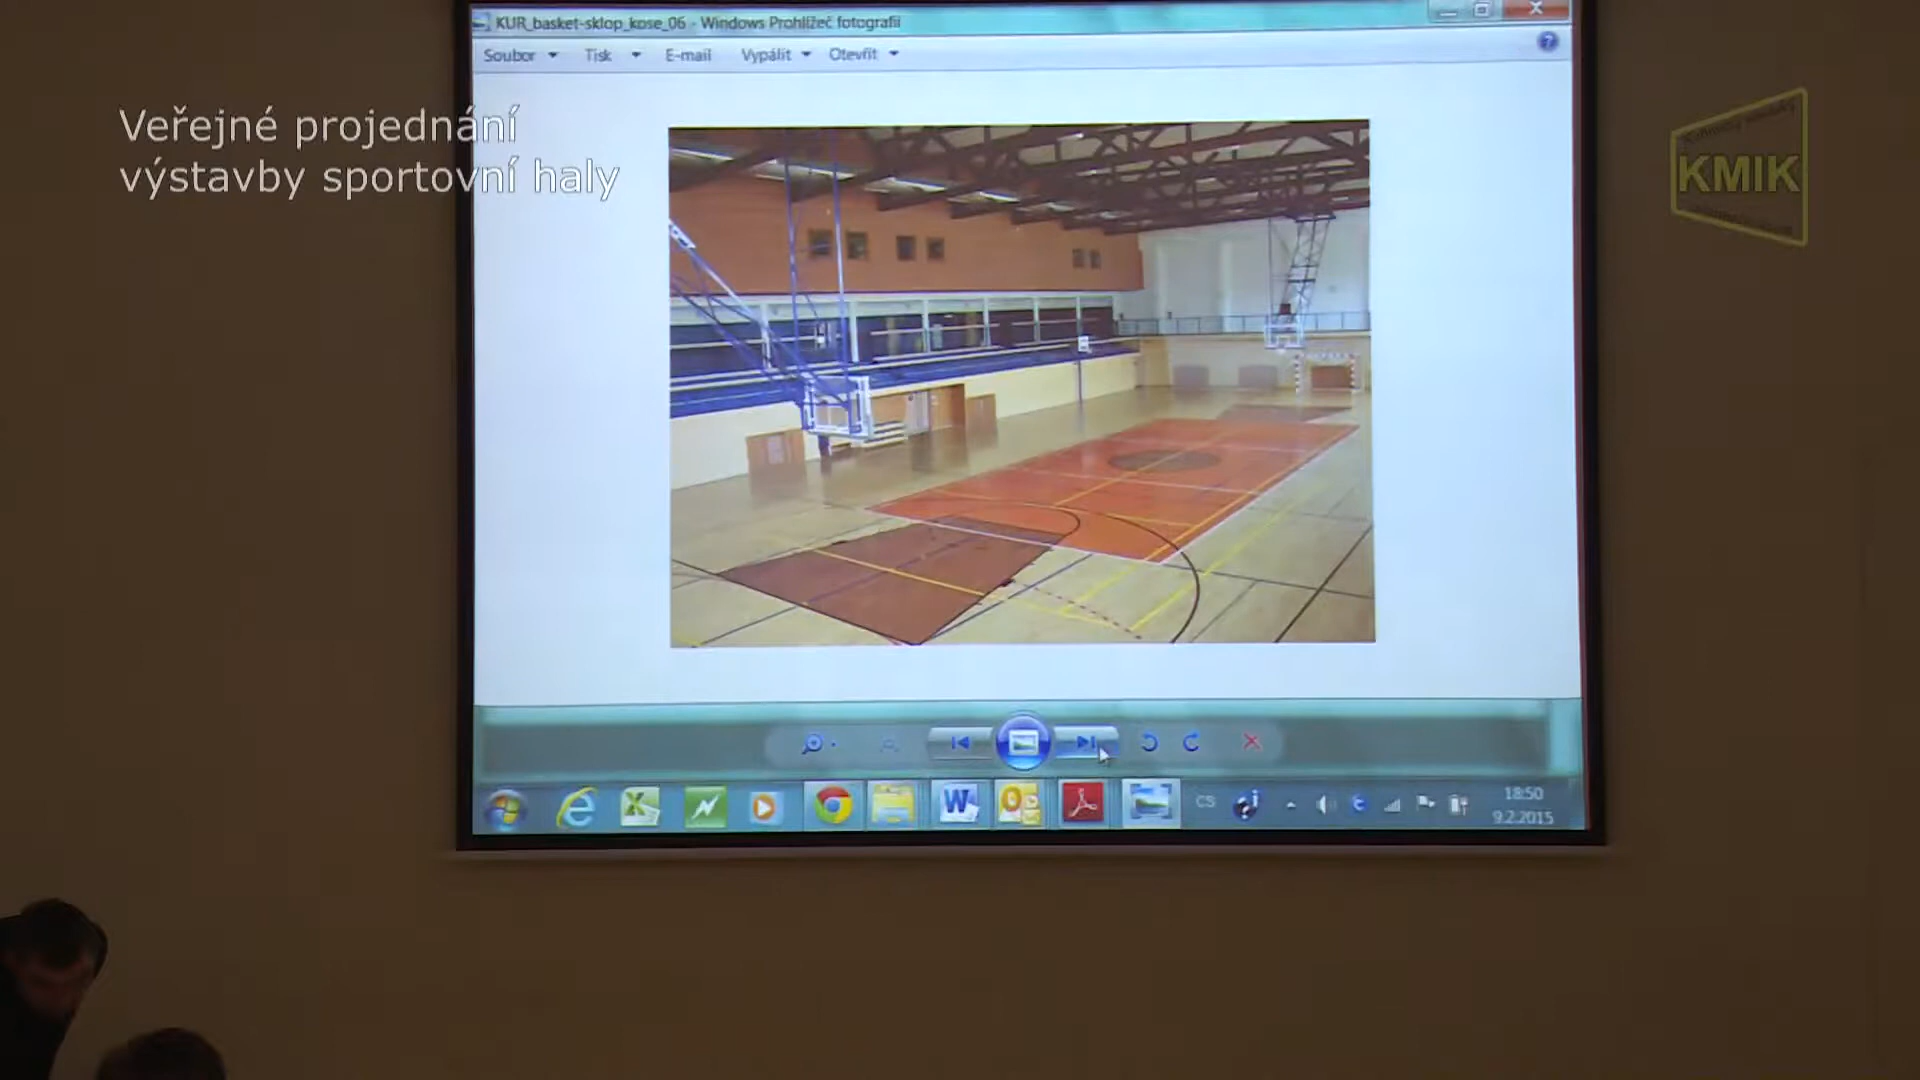 KUR_basket-sklop_kose_06 - Windows Prohlížeč fotografií
Soubor Tisk E-mail Vypálit Otevřít
Veřejné projednání
výstavby sportovní haly
KMIK
CS
18:50
9.2.2015